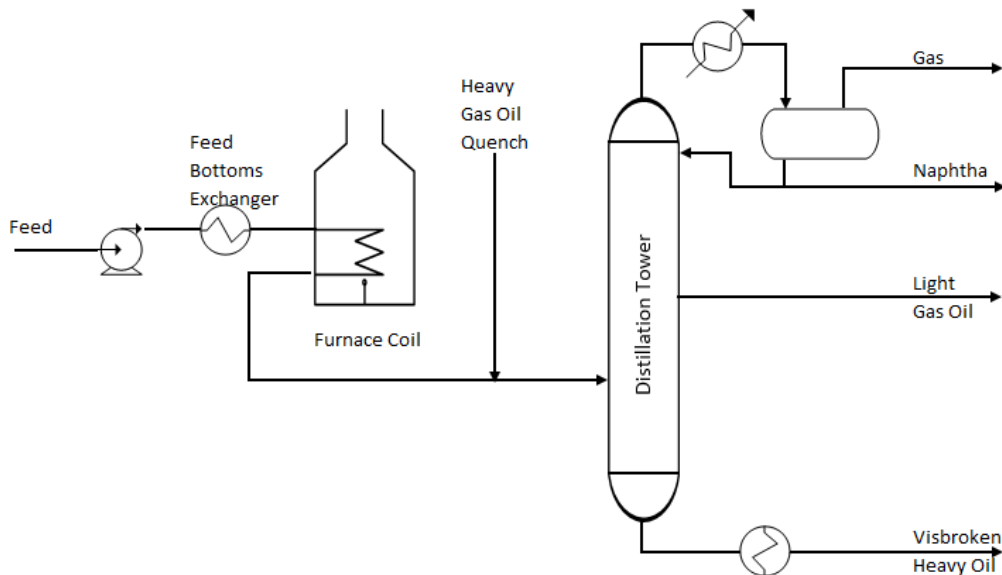 Feed
Feed
Bottoms
Exchanger
Furnace Coil
Heavy
Gas Oil
Quench
Distillation Tower
Gas
Naphtha
Light
Gas Oil
Visbroken
Heavy Oil